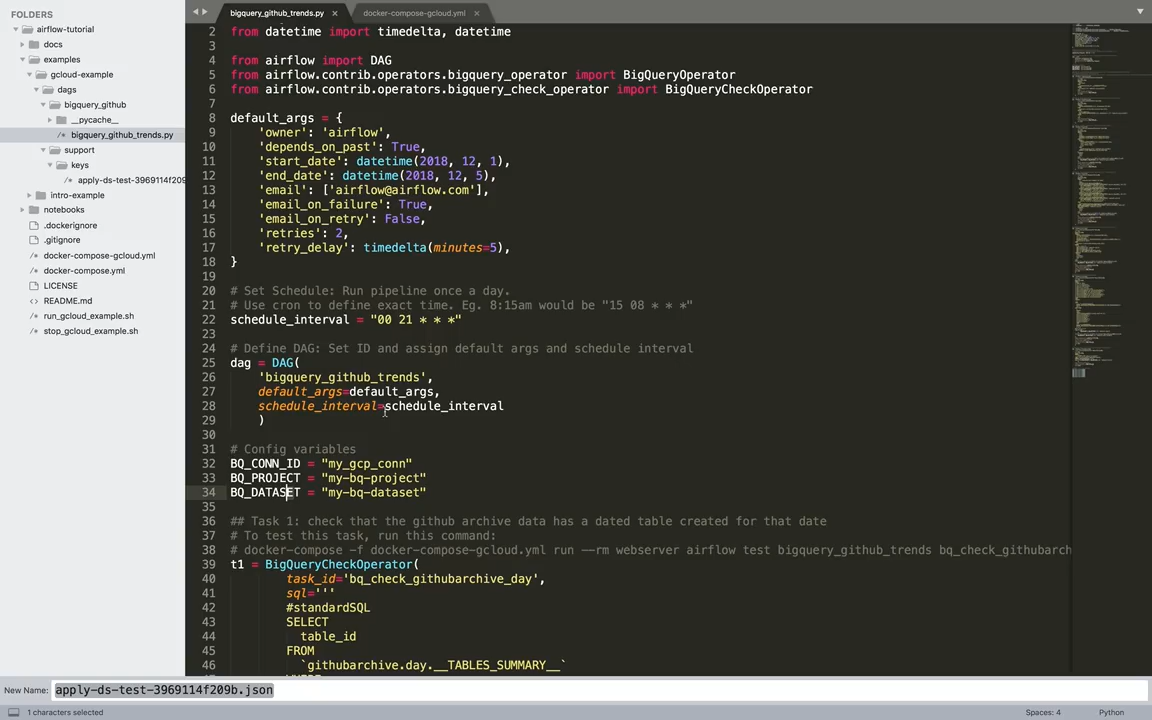 FOLDERS
airflow-tutorial
docs
examples
gcloud-example
dags
bigquery_github
__pycache__
bigquery_github_trends.py
support
keys
apply-ds-test-3969114f209
intro-example
notebooks
.dockerignore
.gitignore
docker-compose-gcloud.yml
docker-compose.yml
LICENSE
README.md
run_gcloud_example.sh
stop_gcloud_example.sh
bigquery_github_trends.py × docker-compose-gcloud.yml ×
2 from datetime import timedelta, datetime
3
4 from airflow import DAG
5 from airflow.contrib.operators.bigquery_operator import BigQueryOperator
6 from airflow.contrib.operators.bigquery_check_operator import BigQueryCheckOperator
7
8 default_args = {
9 'owner': 'airflow',
10 'depends_on_past': True,
11 'start_date': datetime(2018, 12, 1),
12 'end_date': datetime(2018, 12, 5),
13 'email': ['airflow@airflow.com'],
14 'email_on_failure': True,
15 'email_on_retry': False,
16 'retries': 2,
17 'retry_delay': timedelta(minutes=5),
18 }
19
20 # Set Schedule: Run pipeline once a day.
21 # Use cron to define exact time. Eg. 8:15am would be "15 08 * * *"
22 schedule_interval = "00 21 * * *"
23
24 # Define DAG: Set ID and assign default args and schedule interval
25 dag = DAG(
26 'bigquery_github_trends',
27 default_args=default_args,
28 schedule_interval=schedule_interval
29 )
30
31 # Config variables
32 BQ_CONN_ID = "my_gcp_conn"
33 BQ_PROJECT = "my-bq-project"
34 BQ_DATASET = "my-bq-dataset"
35
36 ## Task 1: check that the github archive data has a dated table created for that date
37 # To test this task, run this command:
38 # docker-compose -f docker-compose-gcloud.yml run --rm webserver airflow test bigquery_github_trends bq_check_githubarch
39 t1 = BigQueryCheckOperator(
40 task_id='bq_check_githubarchive_day',
41 sql='''
42 #standardSQL
43 SELECT
44 table_id
45 FROM
46 `githubarchive.day.__TABLES_SUMMARY__`
New Name: apply-ds-test-3969114f209b.json
1 characters selected Spaces: 4 Python